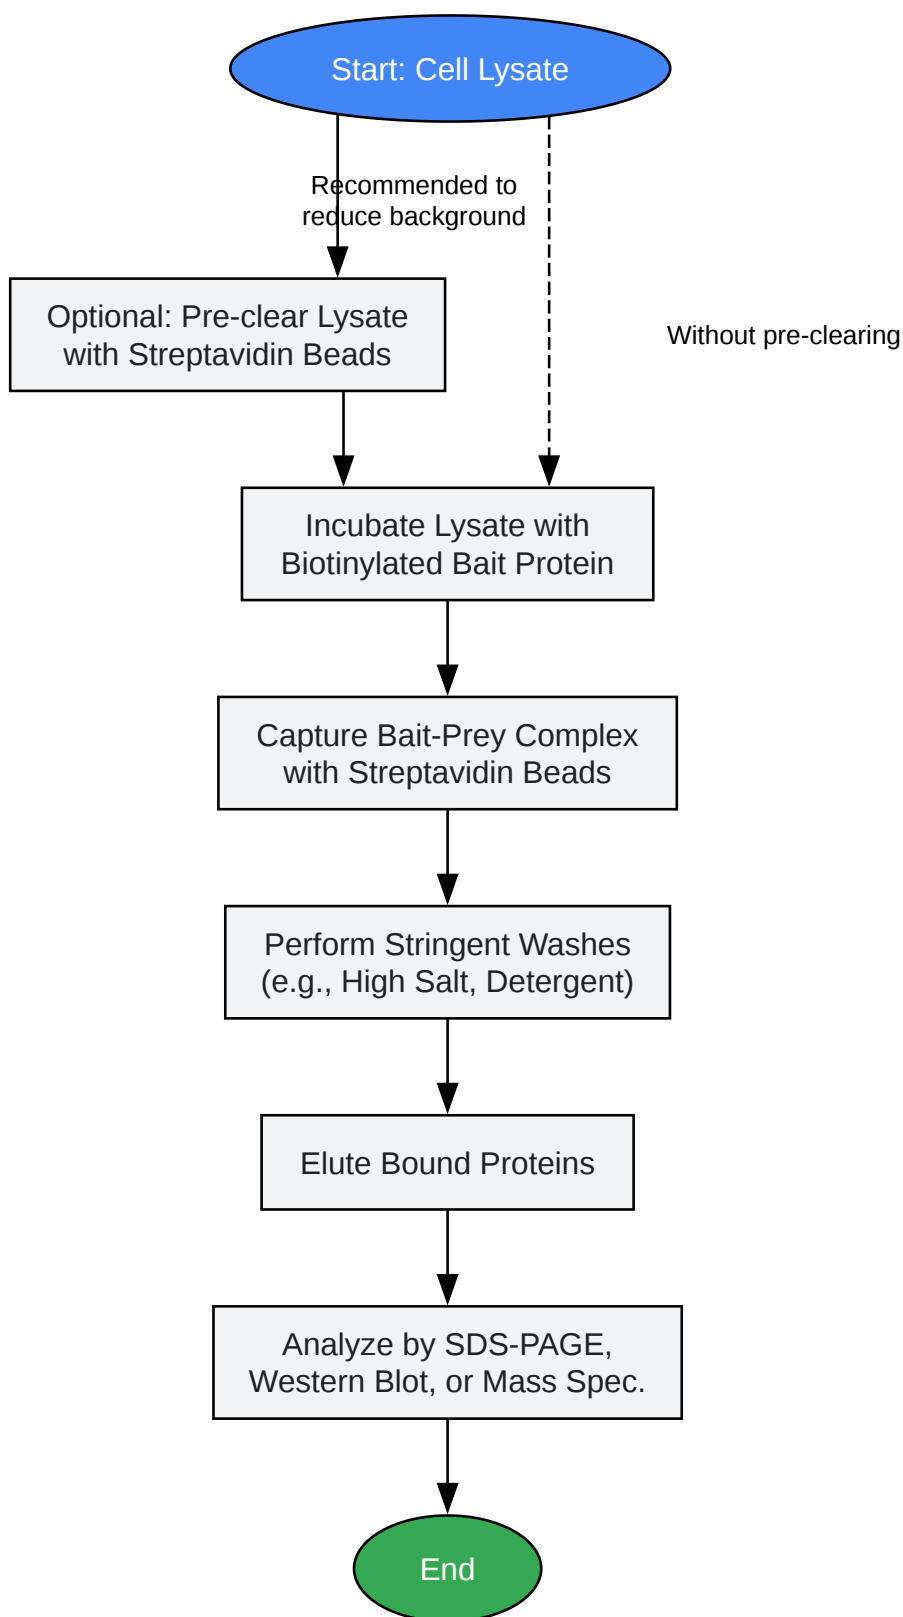 Start: Cell Lysate
Recommended to
reduce background
Optional: Pre-clear Lysate
with Streptavidin Beads
Without pre-clearing
Incubate Lysate with
Biotinylated Bait Protein
Capture Bait-Prey Complex
with Streptavidin Beads
Perform Stringent Washes
(e.g., High Salt, Detergent)
Elute Bound Proteins
Analyze by SDS-PAGE,
Western Blot, or Mass Spec.
End